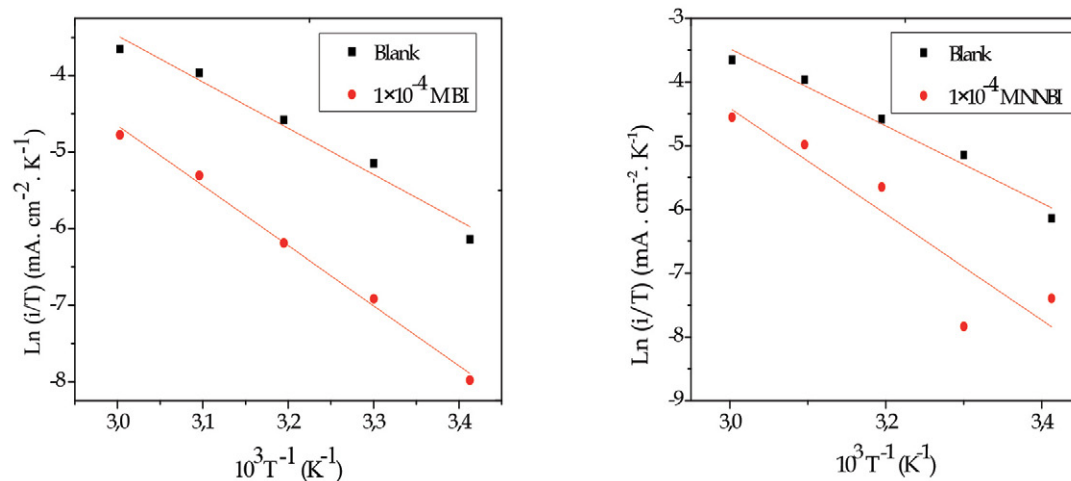 -4
-5
-6
-7
-8
3,0
3,1
3,2
3,3
3,4
Ln (i/T) (mA. cm⁻². K⁻¹)
10³T⁻¹ (K⁻¹)
Blank
1×10⁻⁴ MBI
-3
-4
-5
-6
-7
-8
-9
3,0
3,2
3,4
Ln (i/T) (mA . cm⁻². K⁻¹)
10³T⁻¹ (K⁻¹)
Blank
1×10⁻⁴ MNNBI